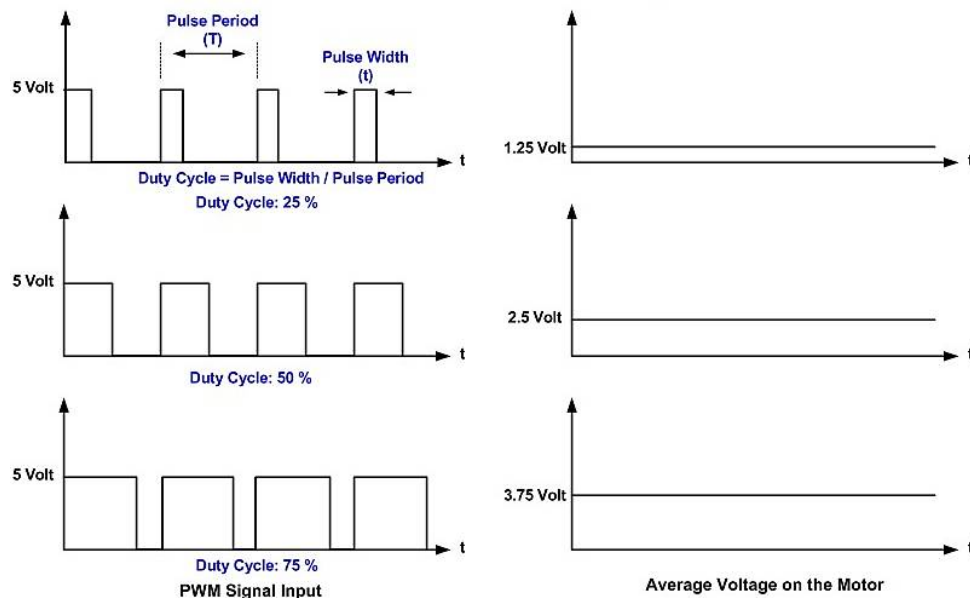 Pulse Period
(T)
Pulse Width
(t)
5 Volt
t
Duty Cycle = Pulse Width / Pulse Period
Duty Cycle: 25 %
1.25 Volt
t
5 Volt
t
Duty Cycle: 50 %
2.5 Volt
t
5 Volt
t
Duty Cycle: 75 %
PWM Signal Input
3.75 Volt
t
Average Voltage on the Motor